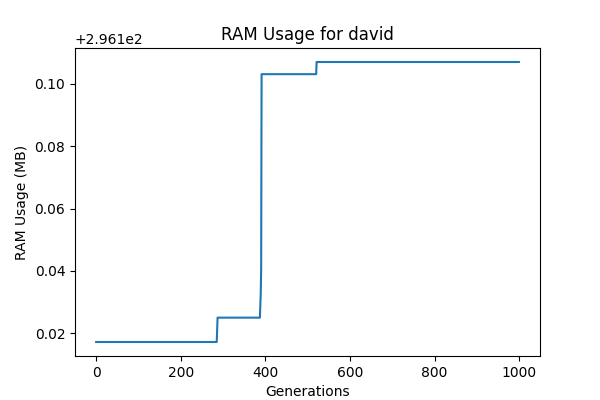 RAM Usage for david
+2.961e2
0.10
0.08
0.06
0.04
0.02
RAM Usage (MB)
0 200 400 600 800 1000
Generations